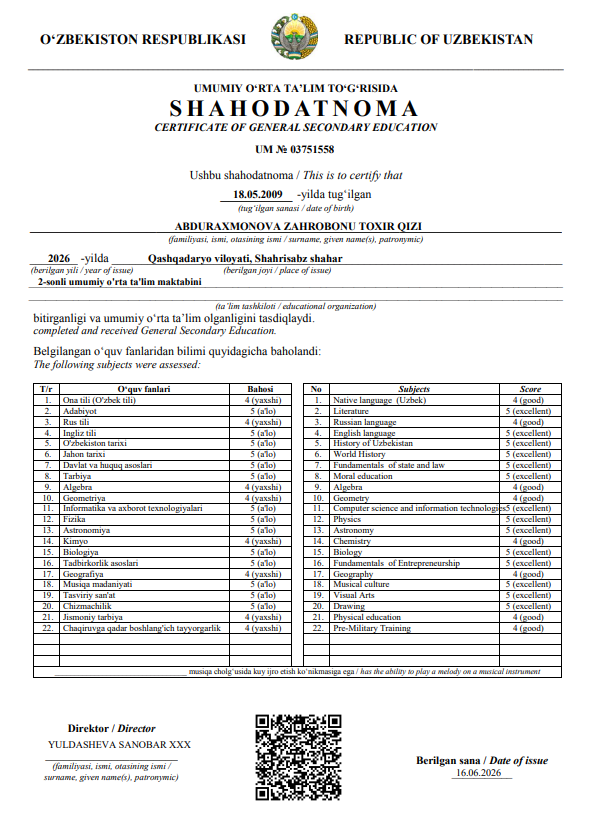 O‘ZBEKISTON RESPUBLIKASI REPUBLIC OF UZBEKISTAN
UMUMIY O‘RTA TA’LIM TO‘G‘RISIDA
SHAHODATNOMA
CERTIFICATE OF GENERAL SECONDARY EDUCATION
UM № 03751558
Ushbu shahodatnoma / This is to certify that
18.05.2009 -yilda tug‘ilgan
(tug‘ilgan sanasi / date of birth)
ABDURAXMONOVA ZAHROBONU TOXIR QIZI
(familiyasi, ismi, otasining ismi / surname, given name(s), patronymic)
2026 -yilda Qashqadaryo viloyati, Shahrisabz shahar
(berilgan yili / year of issue) (berilgan joyi / place of issue)
2-sonli umumiy o'rta ta'lim maktabini
(ta’lim tashkiloti / educational organization)
bitirganligi va umumiy o‘rta ta’lim olganligini tasdiqlaydi.
completed and received General Secondary Education.
Belgilangan o‘quv fanlaridan bilimi quyidagicha baholandi:
The following subjects were assessed:
T/r O‘quv fanlari Bahosi No Subjects Score
1. Ona tili (O'zbek tili) 4 (yaxshi) 1. Native language (Uzbek) 4 (good)
2. Adabiyot 5 (a'lo) 2. Literature 5 (excellent)
3. Rus tili 4 (yaxshi) 3. Russian language 4 (good)
4. Ingliz tili 5 (a'lo) 4. English language 5 (excellent)
5. O'zbekiston tarixi 5 (a'lo) 5. History of Uzbekistan 5 (excellent)
6. Jahon tarixi 5 (a'lo) 6. World History 5 (excellent)
7. Davlat va huquq asoslari 5 (a'lo) 7. Fundamentals of state and law 5 (excellent)
8. Tarbiya 5 (a'lo) 8. Moral education 5 (excellent)
9. Algebra 4 (yaxshi) 9. Algebra 4 (good)
10. Geometriya 4 (yaxshi) 10. Geometry 4 (good)
11. Informatika va axborot texnologiyalari 5 (a'lo) 11. Computer science and information technologies 5 (excellent)
12. Fizika 5 (a'lo) 12. Physics 5 (excellent)
13. Astronomiya 5 (a'lo) 13. Astronomy 5 (excellent)
14. Kimyo 4 (yaxshi) 14. Chemistry 4 (good)
15. Biologiya 5 (a'lo) 15. Biology 5 (excellent)
16. Tadbirkorlik asoslari 5 (a'lo) 16. Fundamentals of Entrepreneurship 5 (excellent)
17. Geografiya 4 (yaxshi) 17. Geography 4 (good)
18. Musiqa madaniyati 5 (a'lo) 18. Musical culture 5 (excellent)
19. Tasviriy san'at 5 (a'lo) 19. Visual Arts 5 (excellent)
20. Chizmachilik 5 (a'lo) 20. Drawing 5 (excellent)
21. Jismoniy tarbiya 4 (yaxshi) 21. Physical education 4 (good)
22. Chaqiruvga qadar boshlang'ich tayyorgarlik 4 (yaxshi) 22. Pre-Military Training 4 (good)
musiqa cholg‘usida kuy ijro etish ko‘nikmasiga ega / has the ability to play a melody on a musical instrument
Direktor / Director
YULDASHEVA SANOBAR XXX
(familiyasi, ismi, otasining ismi /
surname, given name(s), patronymic)
Berilgan sana / Date of issue
16.06.2026